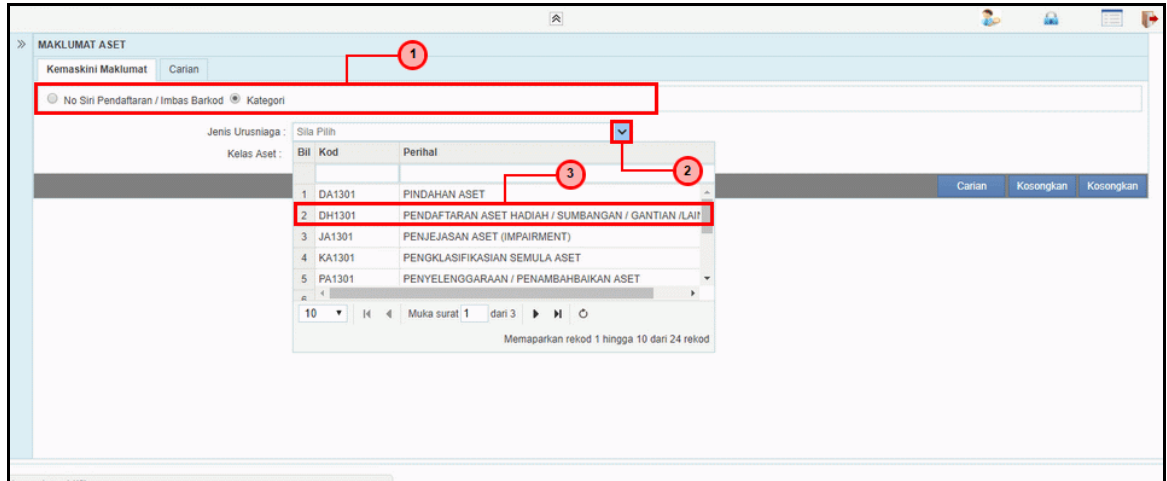 MAKLUMAT ASET
1
Kemaskini Maklumat Carian
No Siri Pendaftaran / Imbas Barkod Kategori
Jenis Urusniaga : Sila Pilih
Kelas Aset : Bil Kod Perihal
2
3
1 DA1301 PINDAHAN ASET
Carian Kosongkan Kosongkan
2 DH1301 PENDAFTARAN ASET HADIAH / SUMBANGAN / GANTIAN /LAIN
3 JA1301 PENJEJASAN ASET (IMPAIRMENT)
4 KA1301 PENGKLASIFIKASIAN SEMULA ASET
5 PA1301 PENYELENGGARAAN / PENAMBAHBAIKAN ASET
6
10 Muka surat 1 dari 3
Memaparkan rekod 1 hingga 10 dari 24 rekod